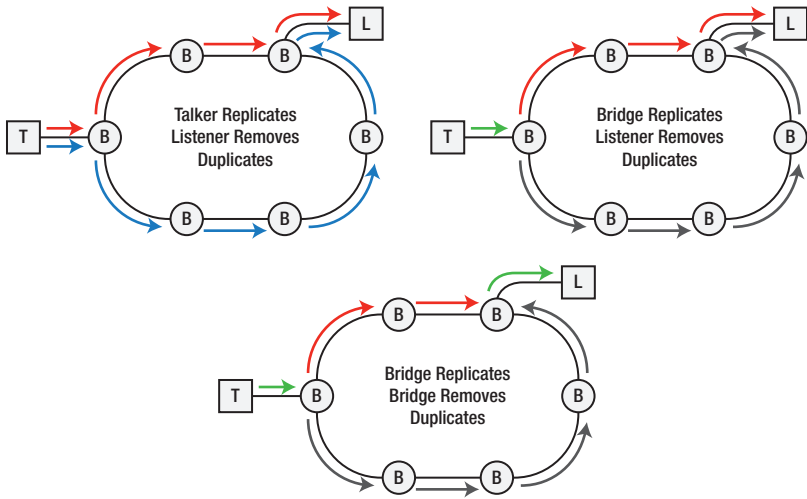 L
B
B
Talker Replicates
Listener Removes
Duplicates
T
B
B
B
B
L
B
B
Bridge Replicates
Listener Removes
Duplicates
T
B
B
B
B
L
B
B
Bridge Replicates
Bridge Removes
Duplicates
T
B
B
B
B